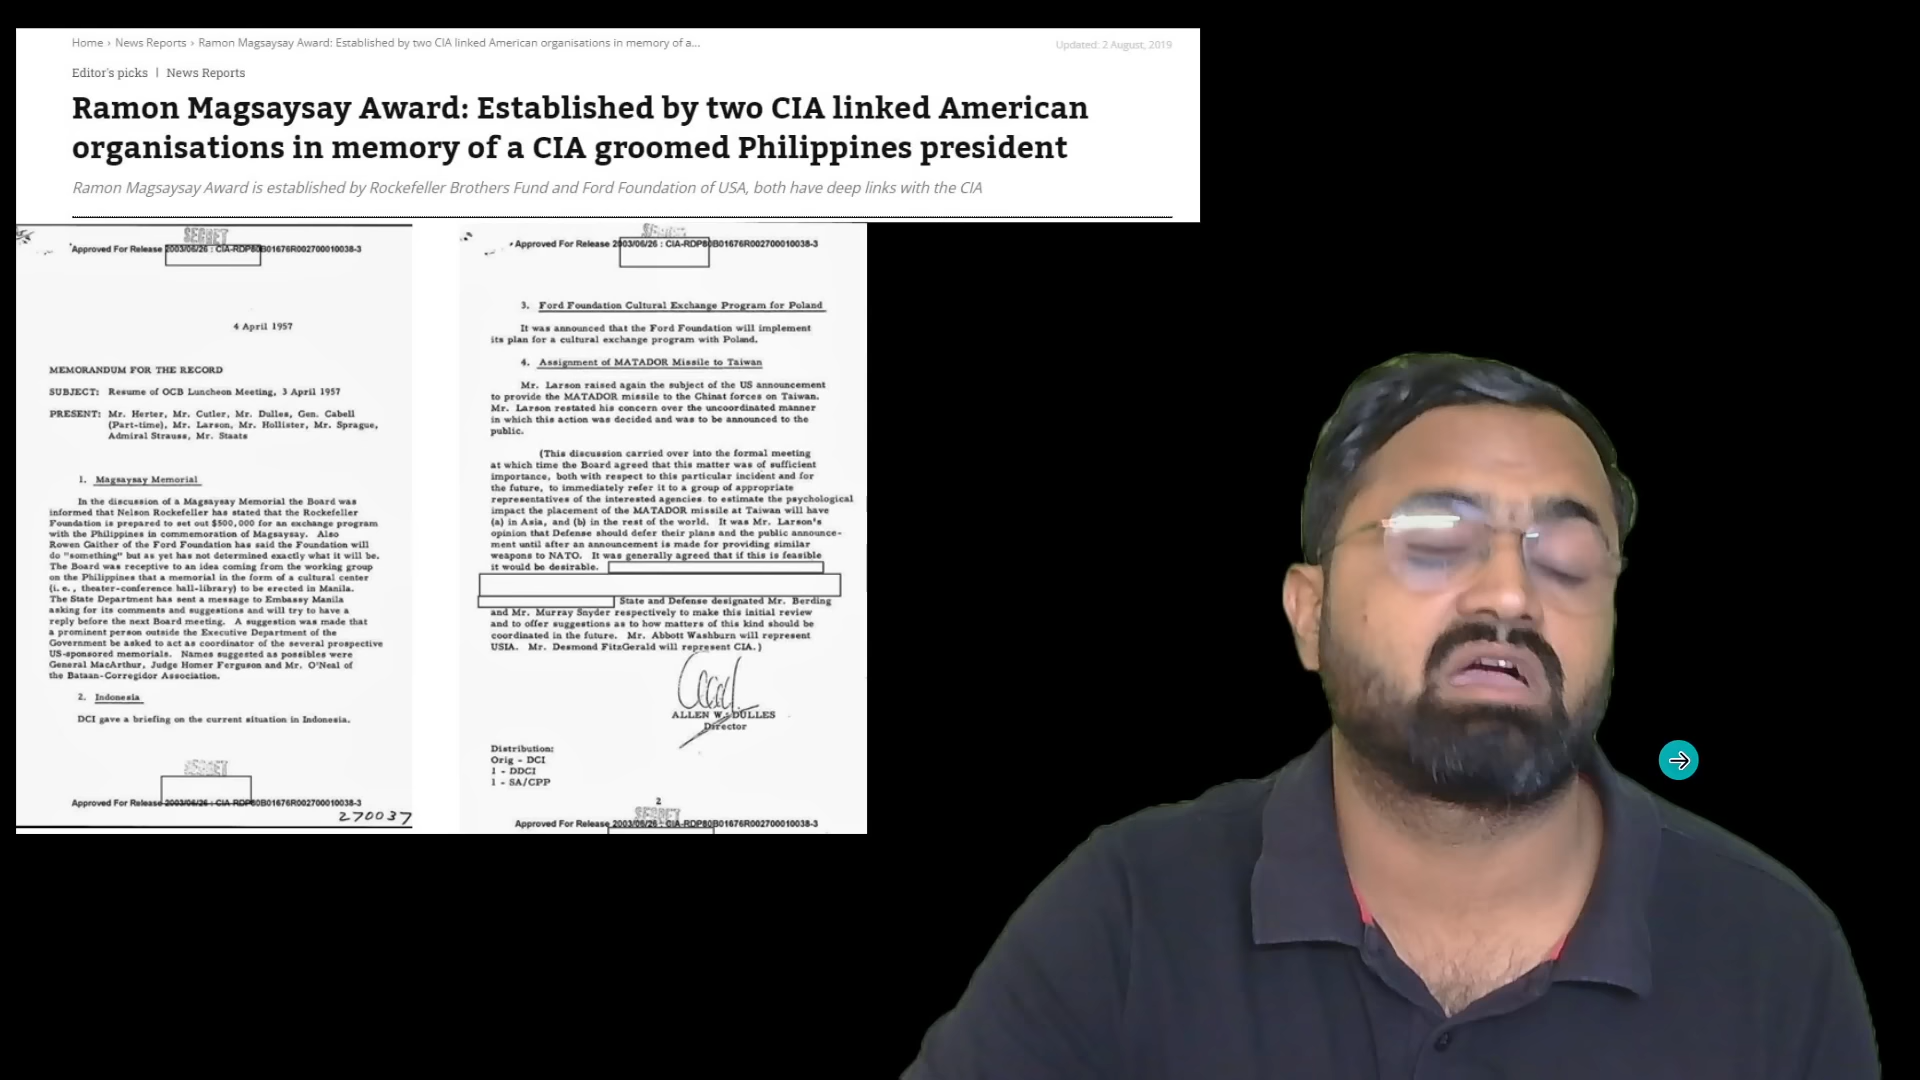 Home › News Reports › Ramon Magsaysay Award: Established by two CIA linked American organisations in memory of a...
Updated: 2 August, 2019
Editor's picks | News Reports
Ramon Magsaysay Award: Established by two CIA linked American
organisations in memory of a CIA groomed Philippines president
Ramon Magsaysay Award is established by Rockefeller Brothers Fund and Ford Foundation of USA, both have deep links with the CIA
SECRET
Approved For Release 2003/06/26 : CIA-RDP80B01676R002700010038-3
4 April 1957
MEMORANDUM FOR THE RECORD
SUBJECT: Resume of OCB Luncheon Meeting, 3 April 1957
PRESENT: Mr. Herter, Mr. Cutler, Mr. Dulles, Gen. Cabell
(Part-time), Mr. Larson, Mr. Hollister, Mr. Sprague,
Admiral Strauss, Mr. Staats
1. Magsaysay Memorial
In the discussion of a Magsaysay Memorial the Board was
informed that Nelson Rockefeller has stated that the Rockefeller
Foundation is prepared to set out $500,000 for an exchange program
with the Philippines in commemoration of Magsaysay. Also
Rowen Gaither of the Ford Foundation has said the Foundation will
do "something" but as yet has not determined exactly what it will be.
The Board was receptive to an idea coming from the working group
on the Philippines that a memorial in the form of a cultural center
(i. e., theater-conference hall-library) to be erected in Manila.
The State Department has sent a message to Embassy Manila
asking for its comments and suggestions and will try to have a
reply before the next Board meeting. A suggestion was made that
a prominent person outside the Executive Department of the
Government be asked to act as coordinator of the several prospective
US-sponsored memorials. Names suggested as possibles were
General MacArthur, Judge Homer Ferguson and Mr. O'Neal of
the Bataan-Corregidor Association.
2. Indonesia
DCI gave a briefing on the current situation in Indonesia.
SECRET
Approved For Release 2003/06/26 : CIA-RDP80B01676R002700010038-3
270037
SECRET
Approved For Release 2003/06/26 : CIA-RDP80B01676R002700010038-3
3. Ford Foundation Cultural Exchange Program for Poland
It was announced that the Ford Foundation will implement
its plan for a cultural exchange program with Poland.
4. Assignment of MATADOR Missile to Taiwan
Mr. Larson raised again the subject of the US announcement
to provide the MATADOR missile to the Chinat forces on Taiwan.
Mr. Larson restated his concern over the uncoordinated manner
in which this action was decided and was to be announced to the
public.
(This discussion carried over into the formal meeting
at which time the Board agreed that this matter was of sufficient
importance, both with respect to this particular incident and for
the future, to immediately refer it to a group of appropriate
representatives of the interested agencies to estimate the psychological
impact the placement of the MATADOR missile at Taiwan will have
(a) in Asia, and (b) in the rest of the world. It was Mr. Larson's
opinion that Defense should defer their plans and the public announce-
ment until after an announcement is made for providing similar
weapons to NATO. It was generally agreed that if this is feasible
it would be desirable.
State and Defense designated Mr. Berding
and Mr. Murray Snyder respectively to make this initial review
and to offer suggestions as to how matters of this kind should be
coordinated in the future. Mr. Abbott Washburn will represent
USIA. Mr. Desmond FitzGerald will represent CIA.)
ALLEN W. DULLES
Director
Distribution:
Orig - DCI
1 - DDCI
1 - SA/CPP
2
SECRET
Approved For Release 2003/06/26 : CIA-RDP80B01676R002700010038-3